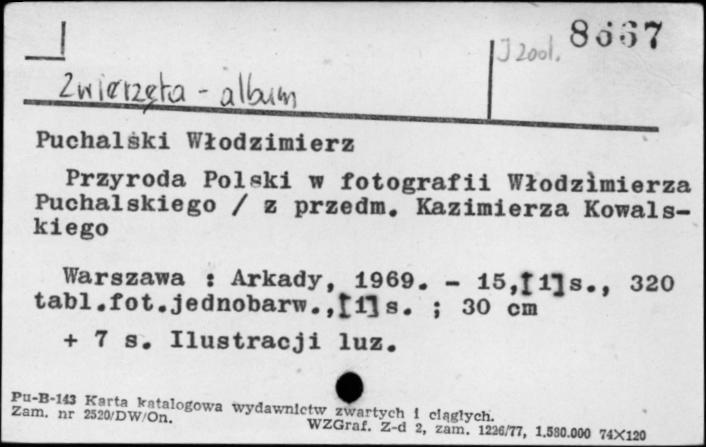 8667
J Zool.
Zwierzęta - album
Puchalski Włodzimierz
Przyroda Polski w fotografii Włodzimierza
Puchalskiego / z przedm. Kazimierza Kowals-
kiego
Warszawa : Arkady, 1969. - 15,[1]s., 320
tabl.fot.jednobarw.,[1]s. ; 30 cm
+ 7 s. Ilustracji luz.
Pu-B-143 Karta katalogowa wydawnictw zwartych i ciągłych.
Zam. nr 2520/DW/On. WZGraf. Z-d 2, zam. 1226/77, 1.580.000 74X120